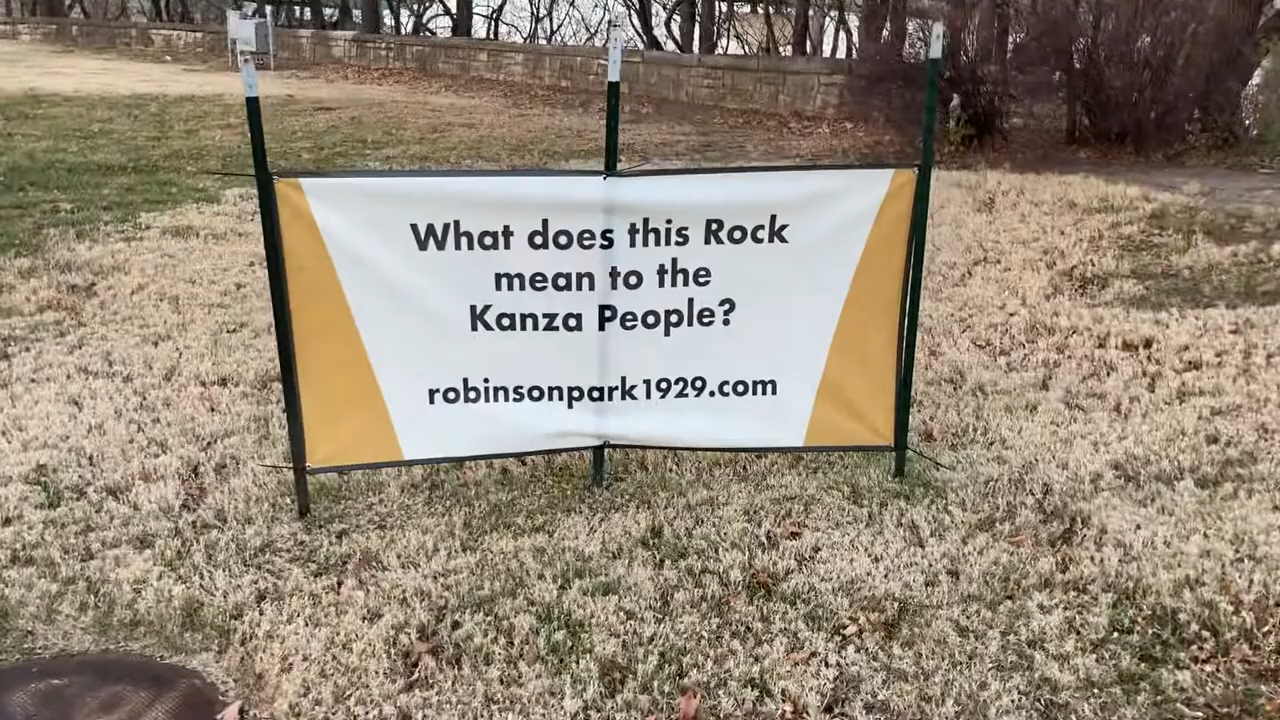 What does this Rock
mean to the
Kanza People?
robinsonpark1929.com